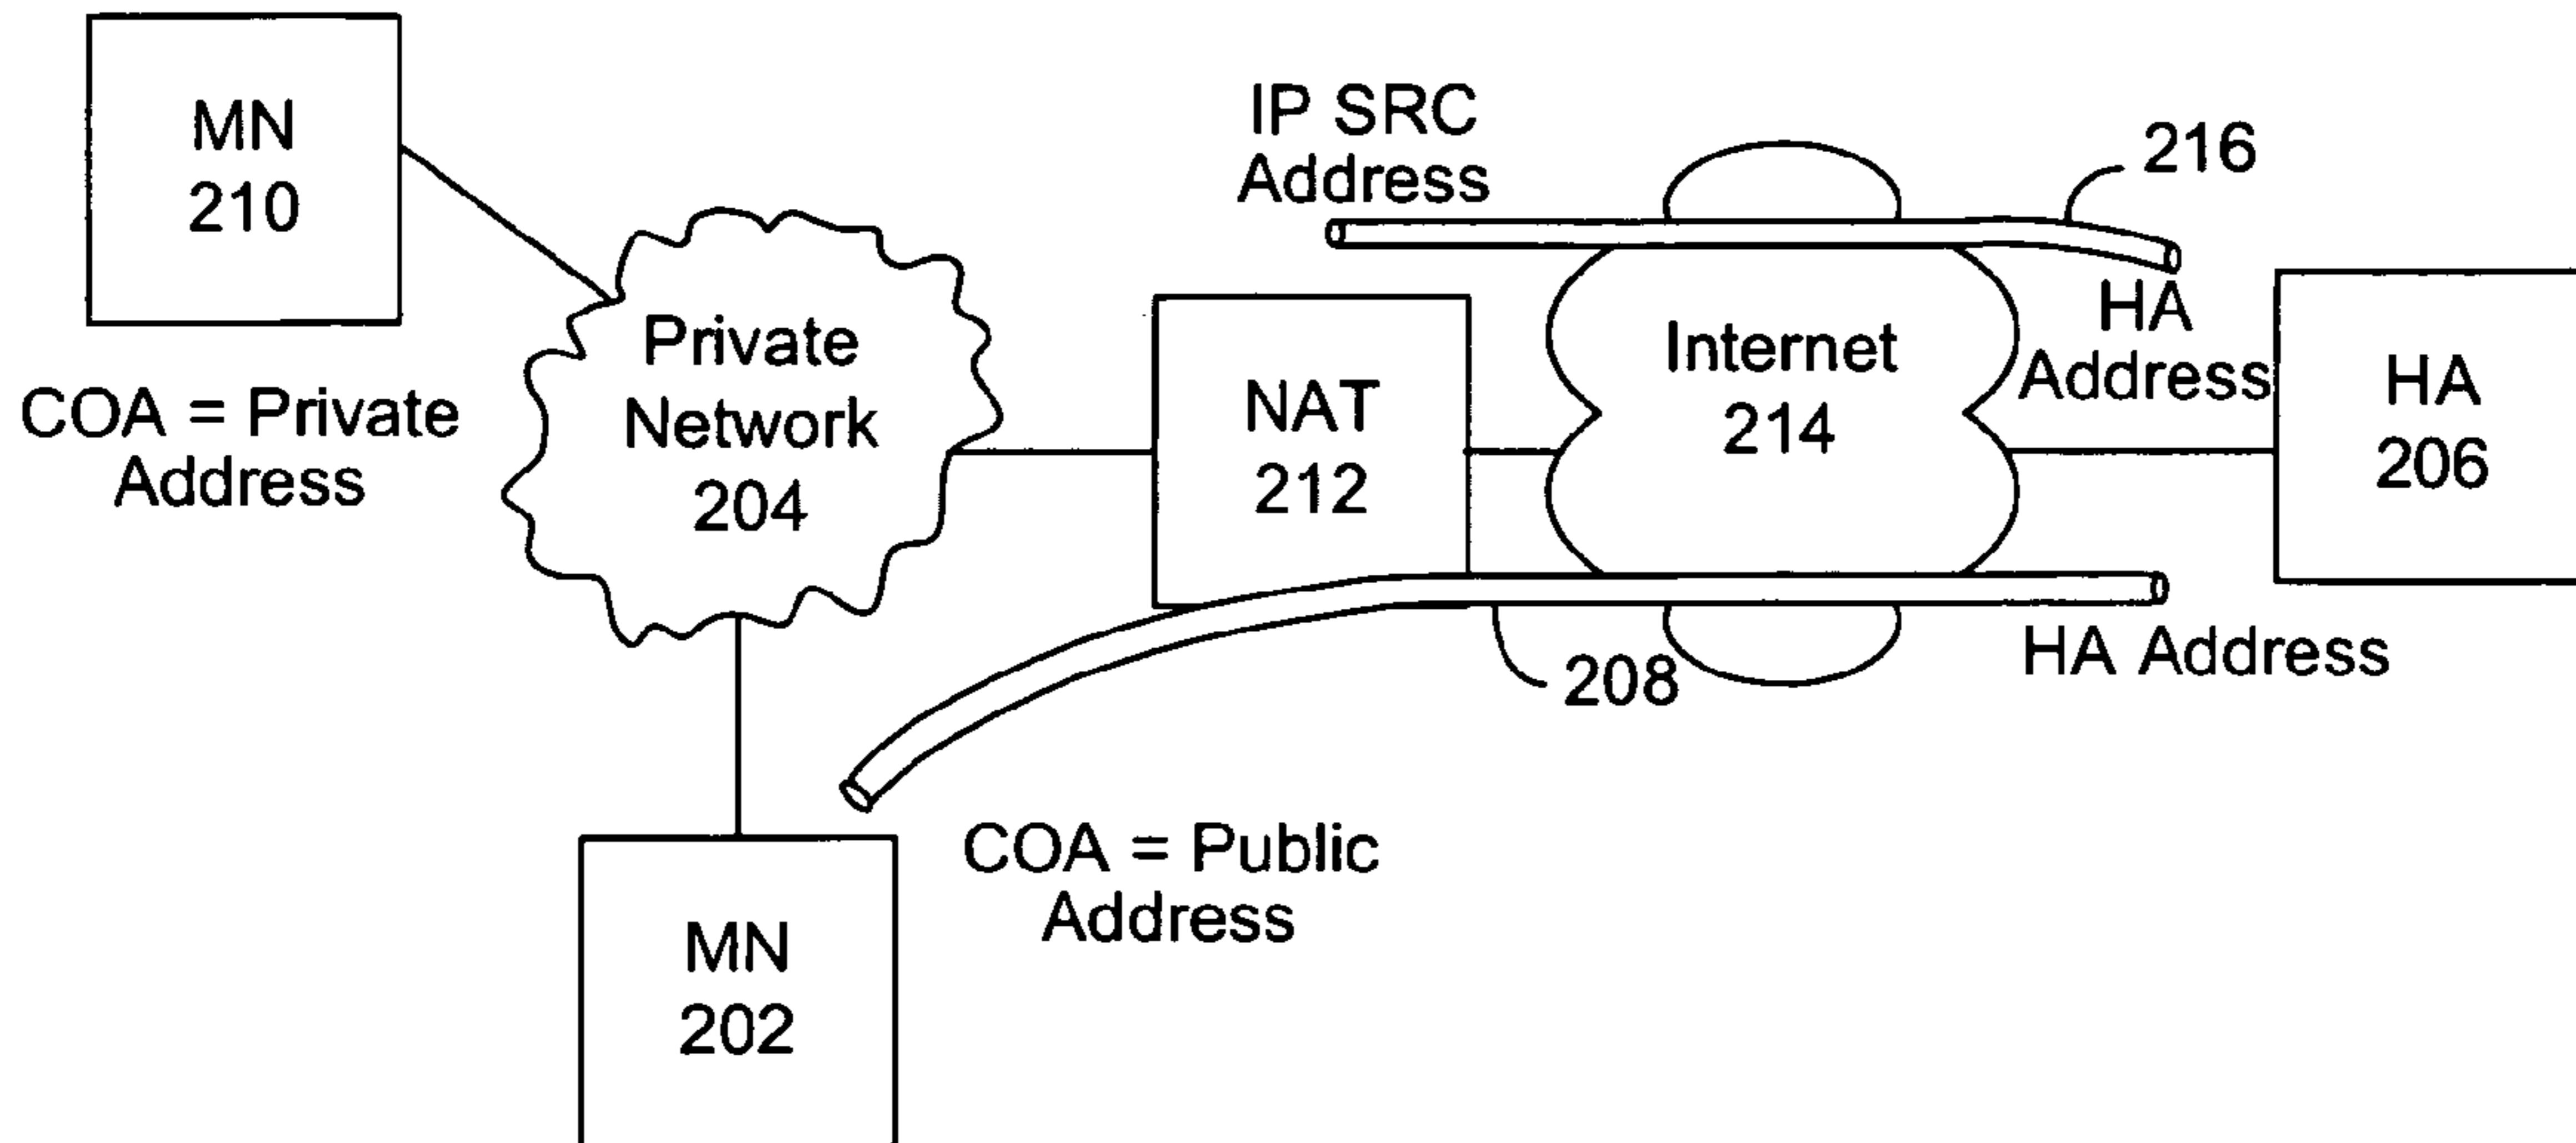 MN
210
COA = Private
Address
Private
Network
204
IP SRC
Address
216
NAT
212
Internet
214
HA
Address
HA
206
208
HA Address
COA = Public
Address
MN
202